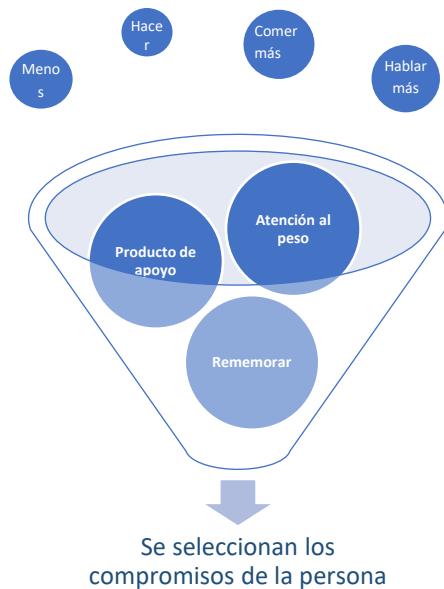 Hace
r
Comer
más
Meno
s
Hablar
más
Atención al
peso
Producto de
apoyo
Rememorar
Se seleccionan los
compromisos de la persona